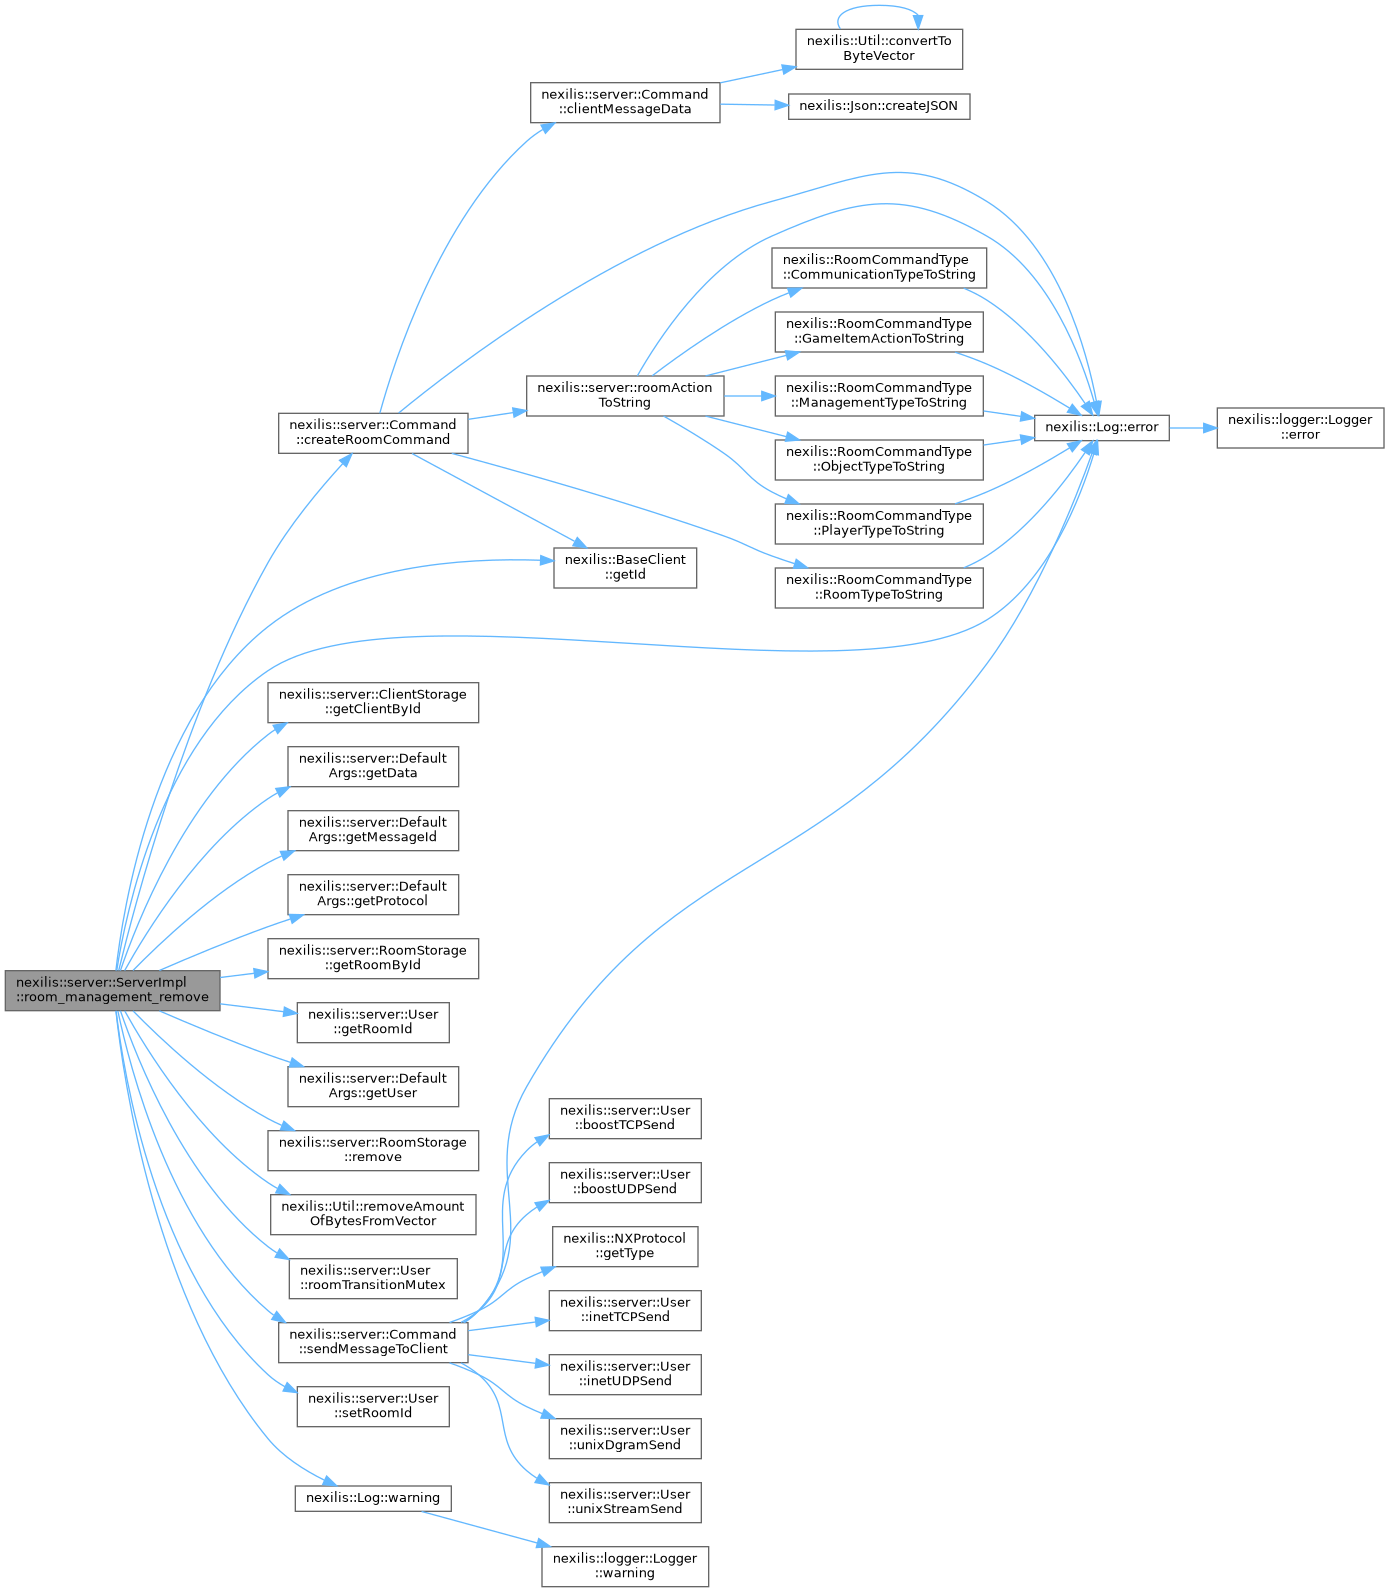 nexilis::Util::convertTo
ByteVector
nexilis::server::Command
::clientMessageData
nexilis::Json::createJSON
nexilis::RoomCommandType
::CommunicationTypeToString
nexilis::RoomCommandType
::GameItemActionToString
nexilis::server::roomAction
ToString
nexilis::RoomCommandType
::ManagementTypeToString
nexilis::server::Command
::createRoomCommand
nexilis::Log::error
nexilis::logger::Logger
::error
nexilis::RoomCommandType
::ObjectTypeToString
nexilis::RoomCommandType
::PlayerTypeToString
nexilis::BaseClient
::getId
nexilis::RoomCommandType
::RoomTypeToString
nexilis::server::ClientStorage
::getClientById
nexilis::server::Default
Args::getData
nexilis::server::Default
Args::getMessageId
nexilis::server::Default
Args::getProtocol
nexilis::server::RoomStorage
::getRoomById
nexilis::server::ServerImpl
::room_management_remove
nexilis::server::User
::getRoomId
nexilis::server::Default
Args::getUser
nexilis::server::RoomStorage
::remove
nexilis::Util::removeAmount
OfBytesFromVector
nexilis::server::User
::roomTransitionMutex
nexilis::server::Command
::sendMessageToClient
nexilis::server::User
::setRoomId
nexilis::Log::warning
nexilis::server::User
::boostTCPSend
nexilis::server::User
::boostUDPSend
nexilis::NXProtocol
::getType
nexilis::server::User
::inetTCPSend
nexilis::server::User
::inetUDPSend
nexilis::server::User
::unixDgramSend
nexilis::server::User
::unixStreamSend
nexilis::logger::Logger
::warning